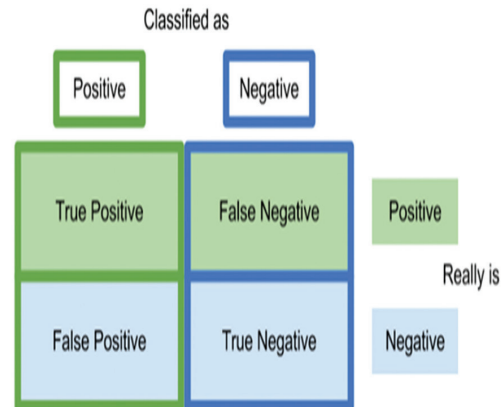 Classified as
Positive
Negative
True Positive
False Negative
Positive
Really is
False Positive
True Negative
Negative